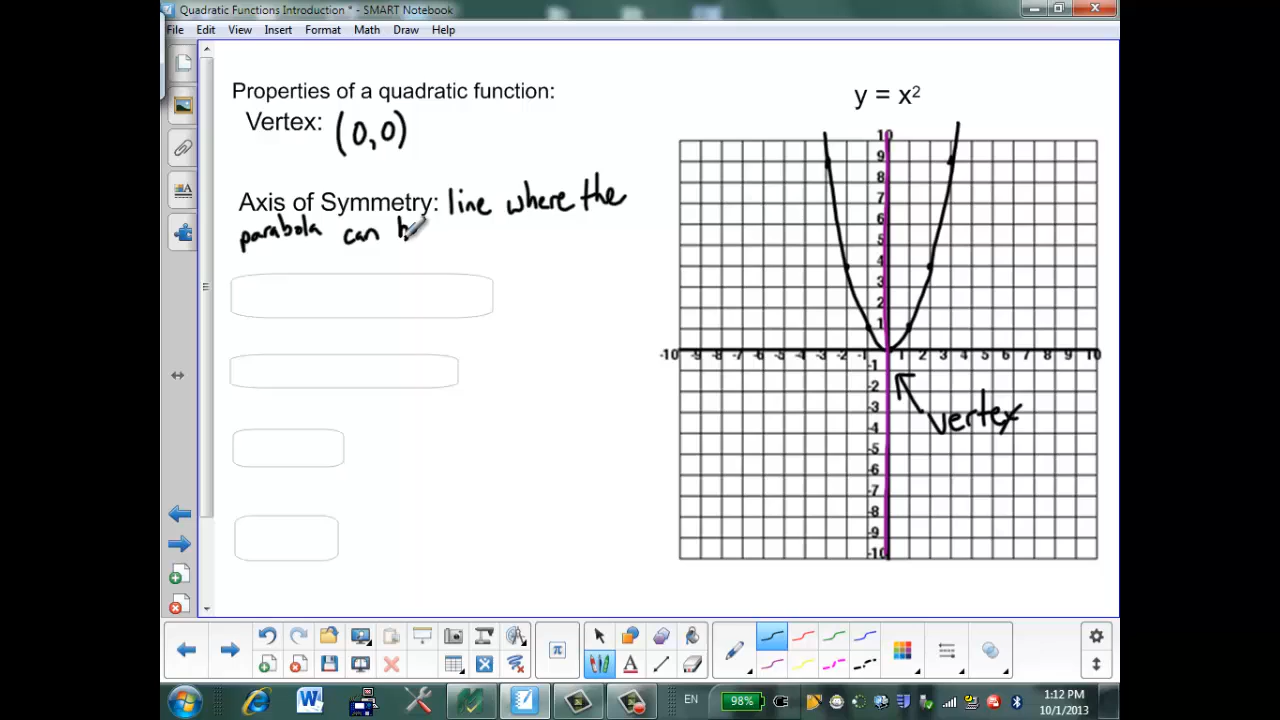 Quadratic Functions Introduction * - SMART Notebook
File Edit View Insert Format Math Draw Help
Properties of a quadratic function:
Vertex: (0,0)
Axis of Symmetry: line where the
parabola can
y = x²
10
9
8
7
6
5
4
3
2
1
-10 -9 -8 -7 -6 -5 -4 -3 -2 -1 1 2 3 4 5 6 7 8 9 10
-1
-2
-3
-4
-5
-6
-7
-8
-9
-10
vertex
π
A
98%
EN
1:12 PM
10/1/2013